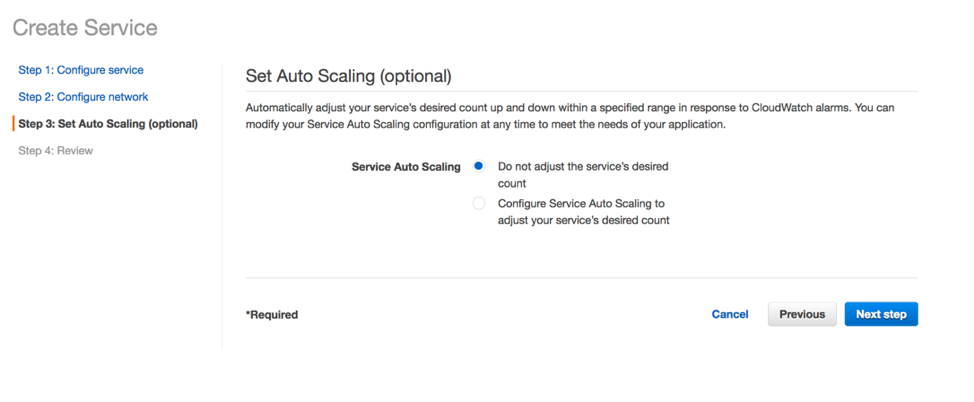 Create Service
Step 1: Configure service
Step 2: Configure network
Step 3: Set Auto Scaling (optional)
Step 4: Review
Set Auto Scaling (optional)
Automatically adjust your service's desired count up and down within a specified range in response to CloudWatch alarms. You can
modify your Service Auto Scaling configuration at any time to meet the needs of your application.
Service Auto Scaling
Do not adjust the service's desired
count
Configure Service Auto Scaling to
adjust your service's desired count
*Required
Cancel
Previous
Next step